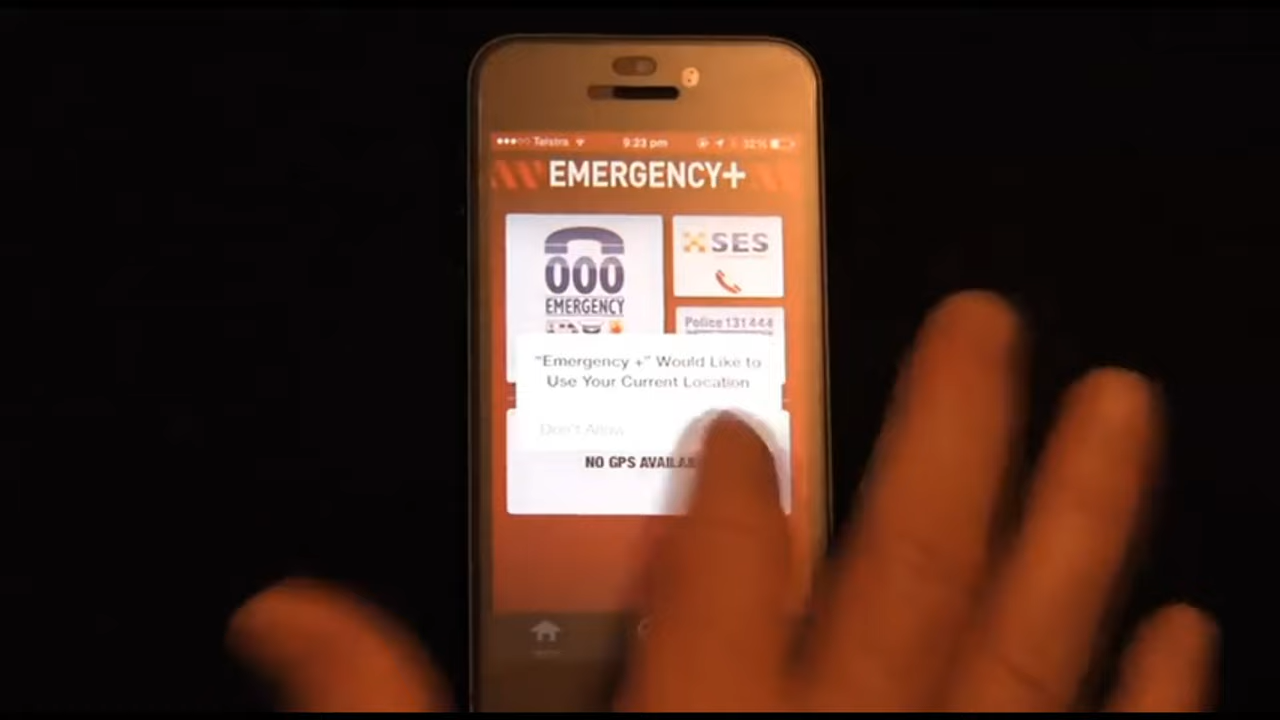 Telstra 9:23 pm 32%
EMERGENCY+
000
EMERGENCY
SES
Police 131 444
"Emergency +" Would Like to
Use Your Current Location
Don't Allow
NO GPS